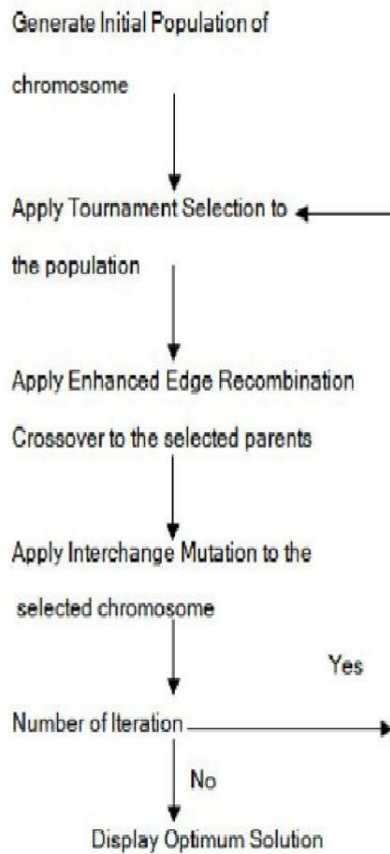 Generate Initial Population of
chromosome
Apply Tournament Selection to
the population
Apply Enhanced Edge Recombination
Crossover to the selected parents
Apply Interchange Mutation to the
selected chromosome
Yes
Number of Iteration
No
Display Optimum Solution